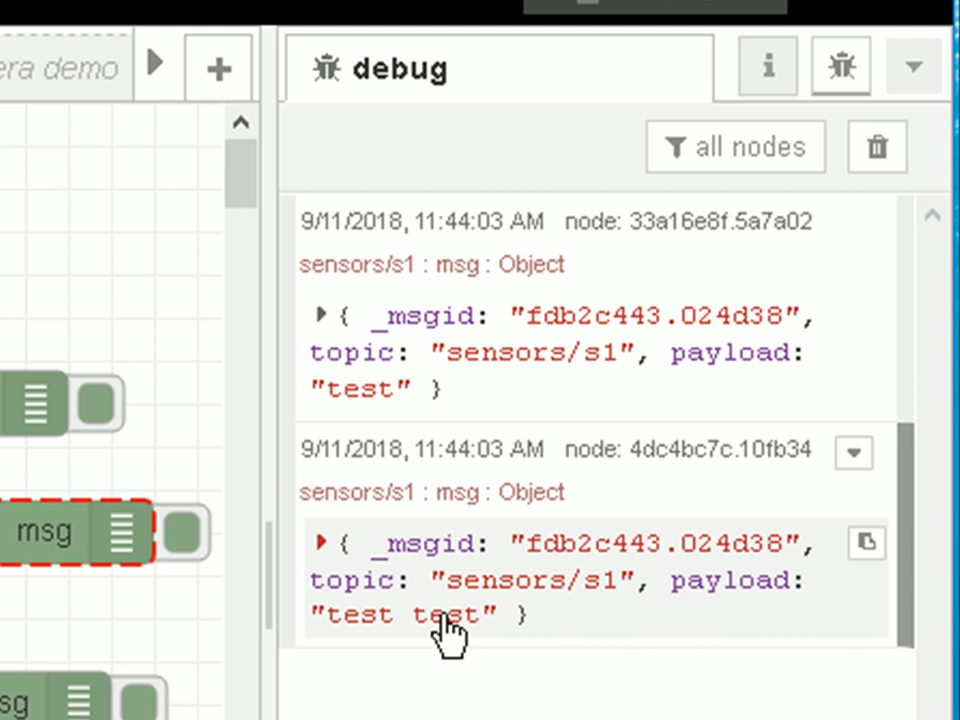 era demo
+
debug
i
all nodes
9/11/2018, 11:44:03 AM node: 33a16e8f.5a7a02
sensors/s1 : msg : Object
{ _msgid: "fdb2c443.024d38",
topic: "sensors/s1", payload:
"test" }
9/11/2018, 11:44:03 AM node: 4dc4bc7c.10fb34
sensors/s1 : msg : Object
{ _msgid: "fdb2c443.024d38",
topic: "sensors/s1", payload:
"test test" }
msg
sg